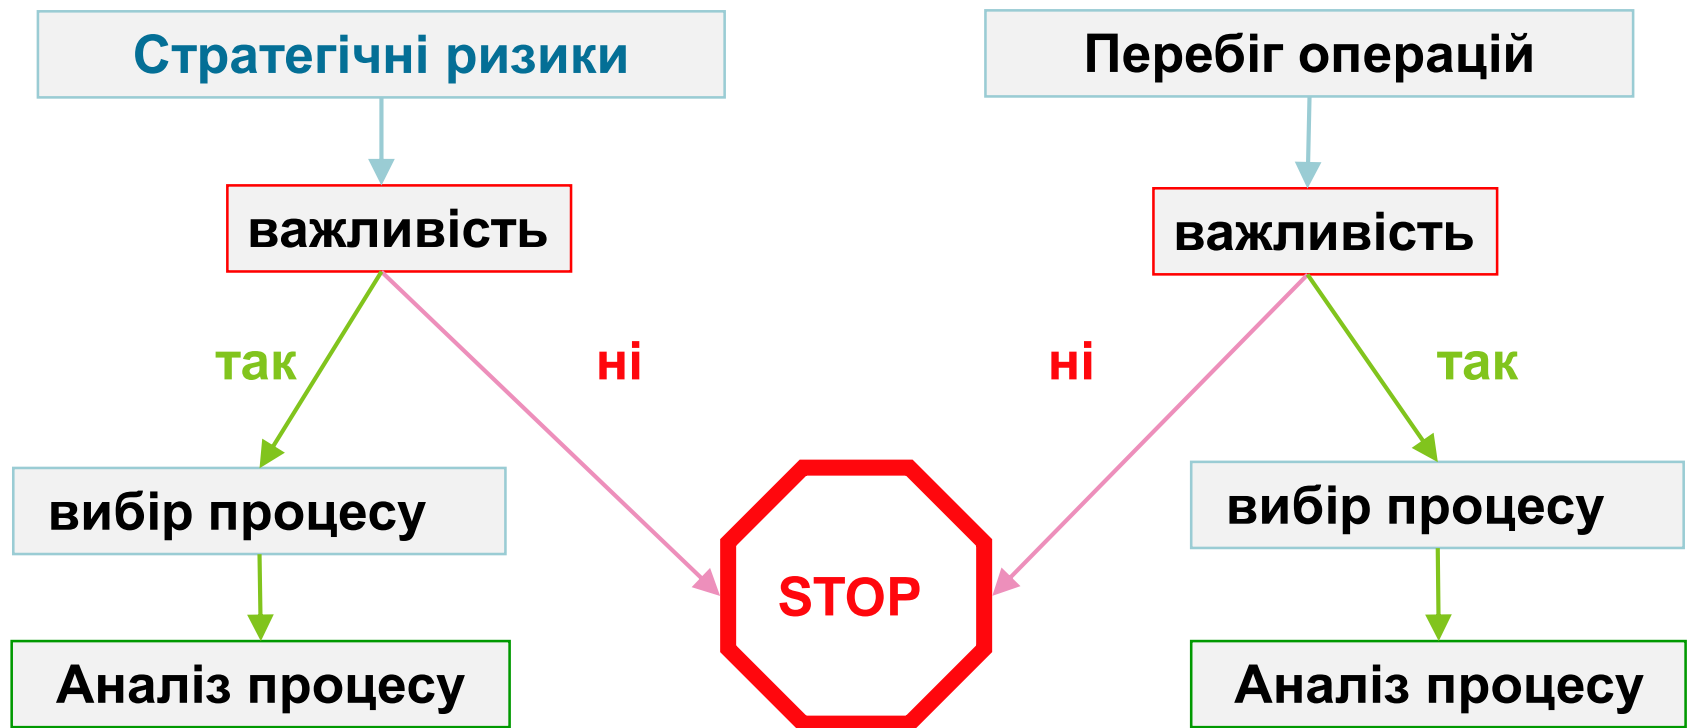 Стратегічні ризики
Перебіг операцій
важливість
важливість
так
ні
ні
так
вибір процесу
вибір процесу
STOP
Аналіз процесу
Аналіз процесу